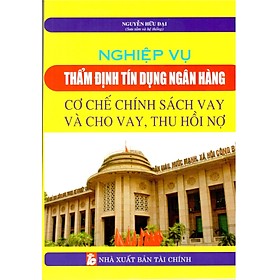 NGUYỄN HỮU ĐẠI
(Sưu tầm và hệ thống)
NGHIỆP VỤ
THẨM ĐỊNH TÍN DỤNG NGÂN HÀNG
CƠ CHẾ CHÍNH SÁCH VAY
VÀ CHO VAY, THU HỒI NỢ
NHÀ XUẤT BẢN TÀI CHÍNH